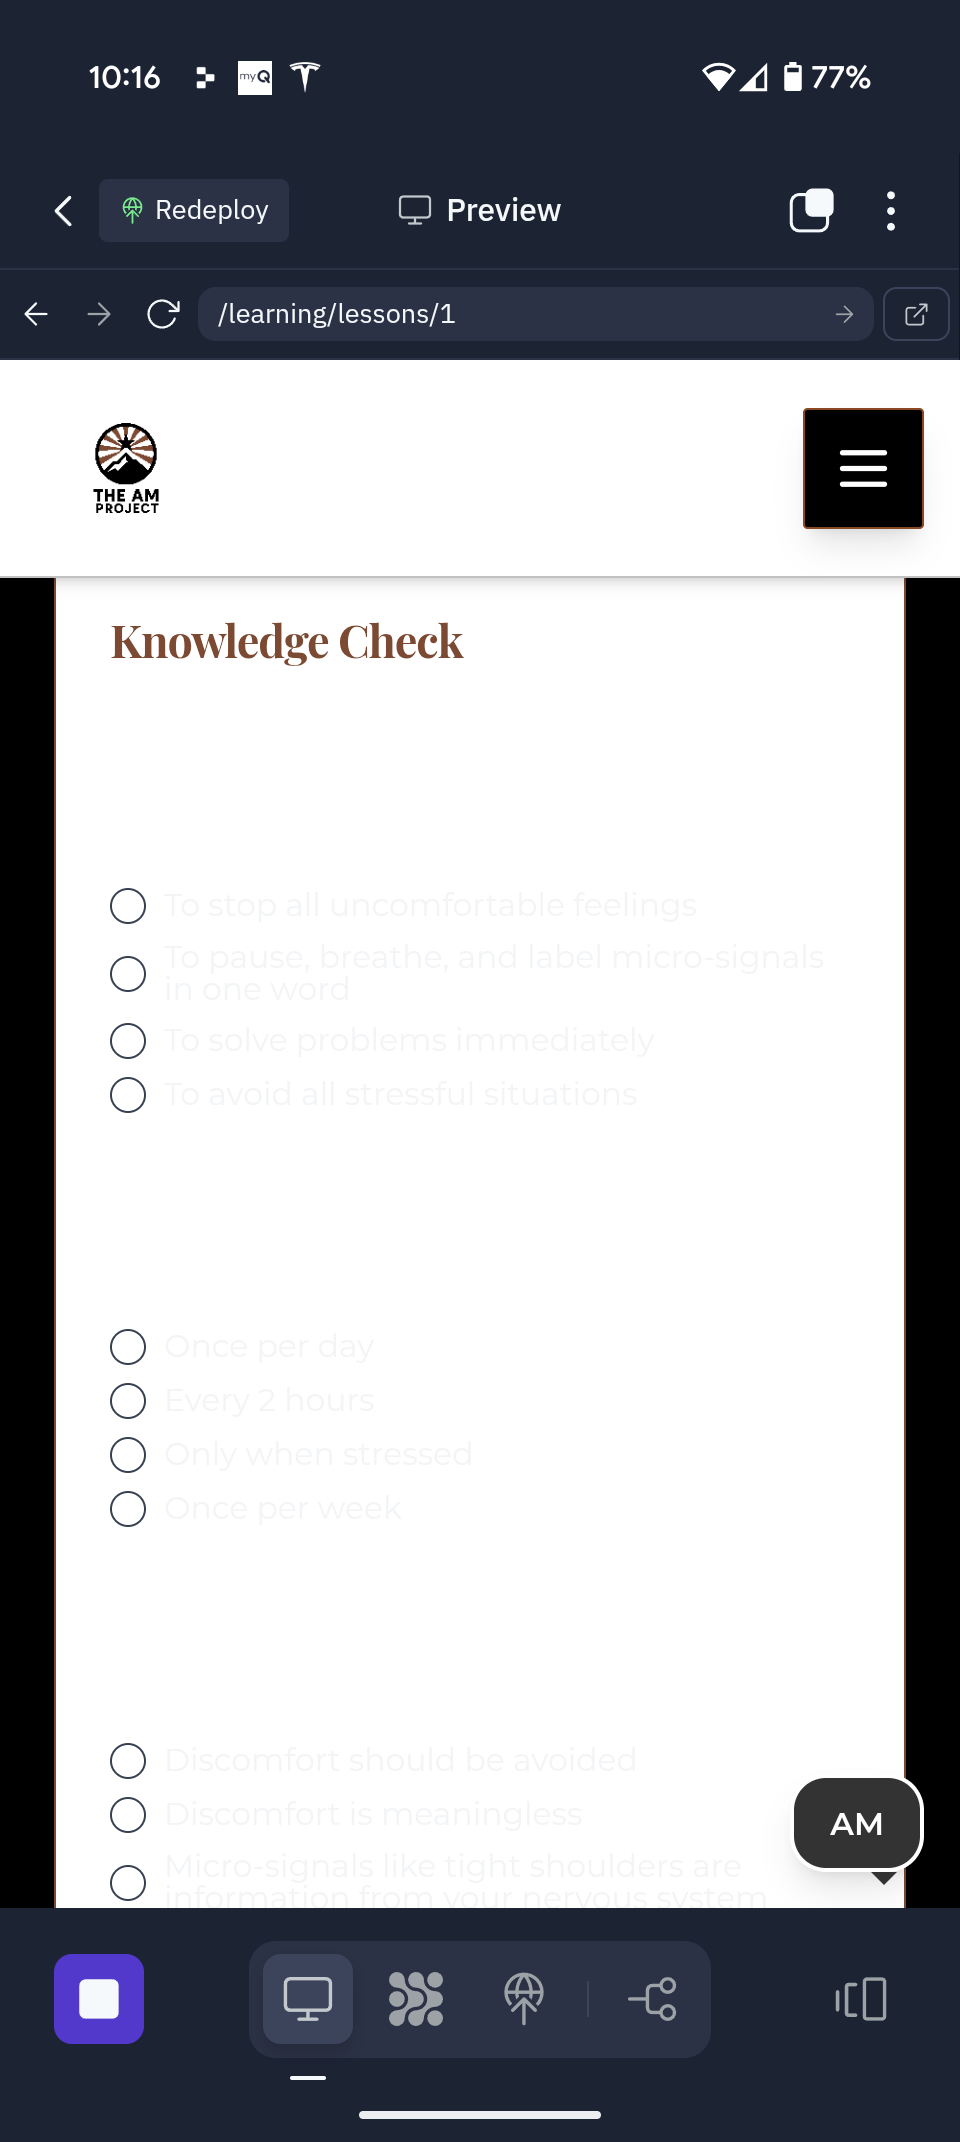 10:16
myQ
77%
Redeploy
Preview
/learning/lessons/1
THE AM
PROJECT
Knowledge Check
To stop all uncomfortable feelings
To pause, breathe, and label micro-signals
in one word
To solve problems immediately
To avoid all stressful situations
Once per day
Every 2 hours
Only when stressed
Once per week
Discomfort should be avoided
Discomfort is meaningless
AM
Micro-signals like tight shoulders are
information from your nervous system